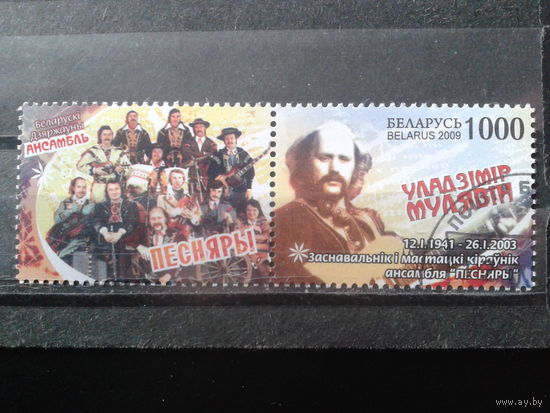 Беларускі
дзяржаўны
АНСАМБЛЬ
ПЕСНЯРЫ
БЕЛАРУСЬ
BELARUS 2009
1000
УЛАДЗІМІР
МУЛЯВІН
12.I.1941 - 26.I.2003
Заснавальнік і мастацкі кіраўнік
ансамбля "ПЕСНЯРЫ"
www.ay.by